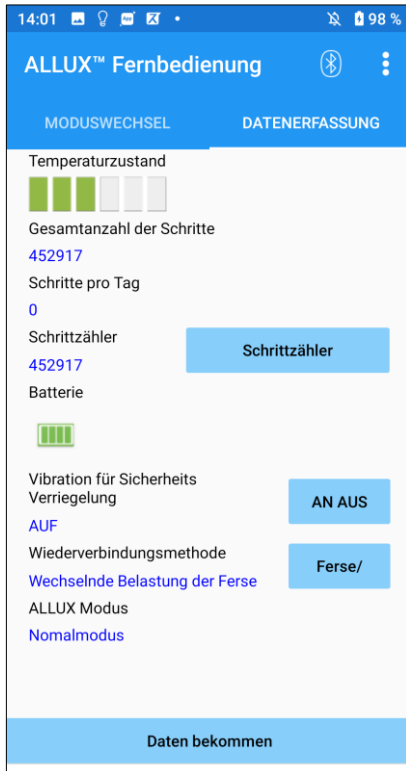 14:01
98 %
ALLUX™ Fernbedienung
MODUSWECHSEL
DATENERFASSUNG
Temperaturzustand
Gesamtanzahl der Schritte
452917
Schritte pro Tag
0
Schrittzähler
452917
Schrittzähler
Batterie
Vibration für Sicherheits
Verriegelung
AUF
AN AUS
Wiederverbindungsmethode
Wechselnde Belastung der Ferse
Ferse/
ALLUX Modus
Nomalmodus
Daten bekommen